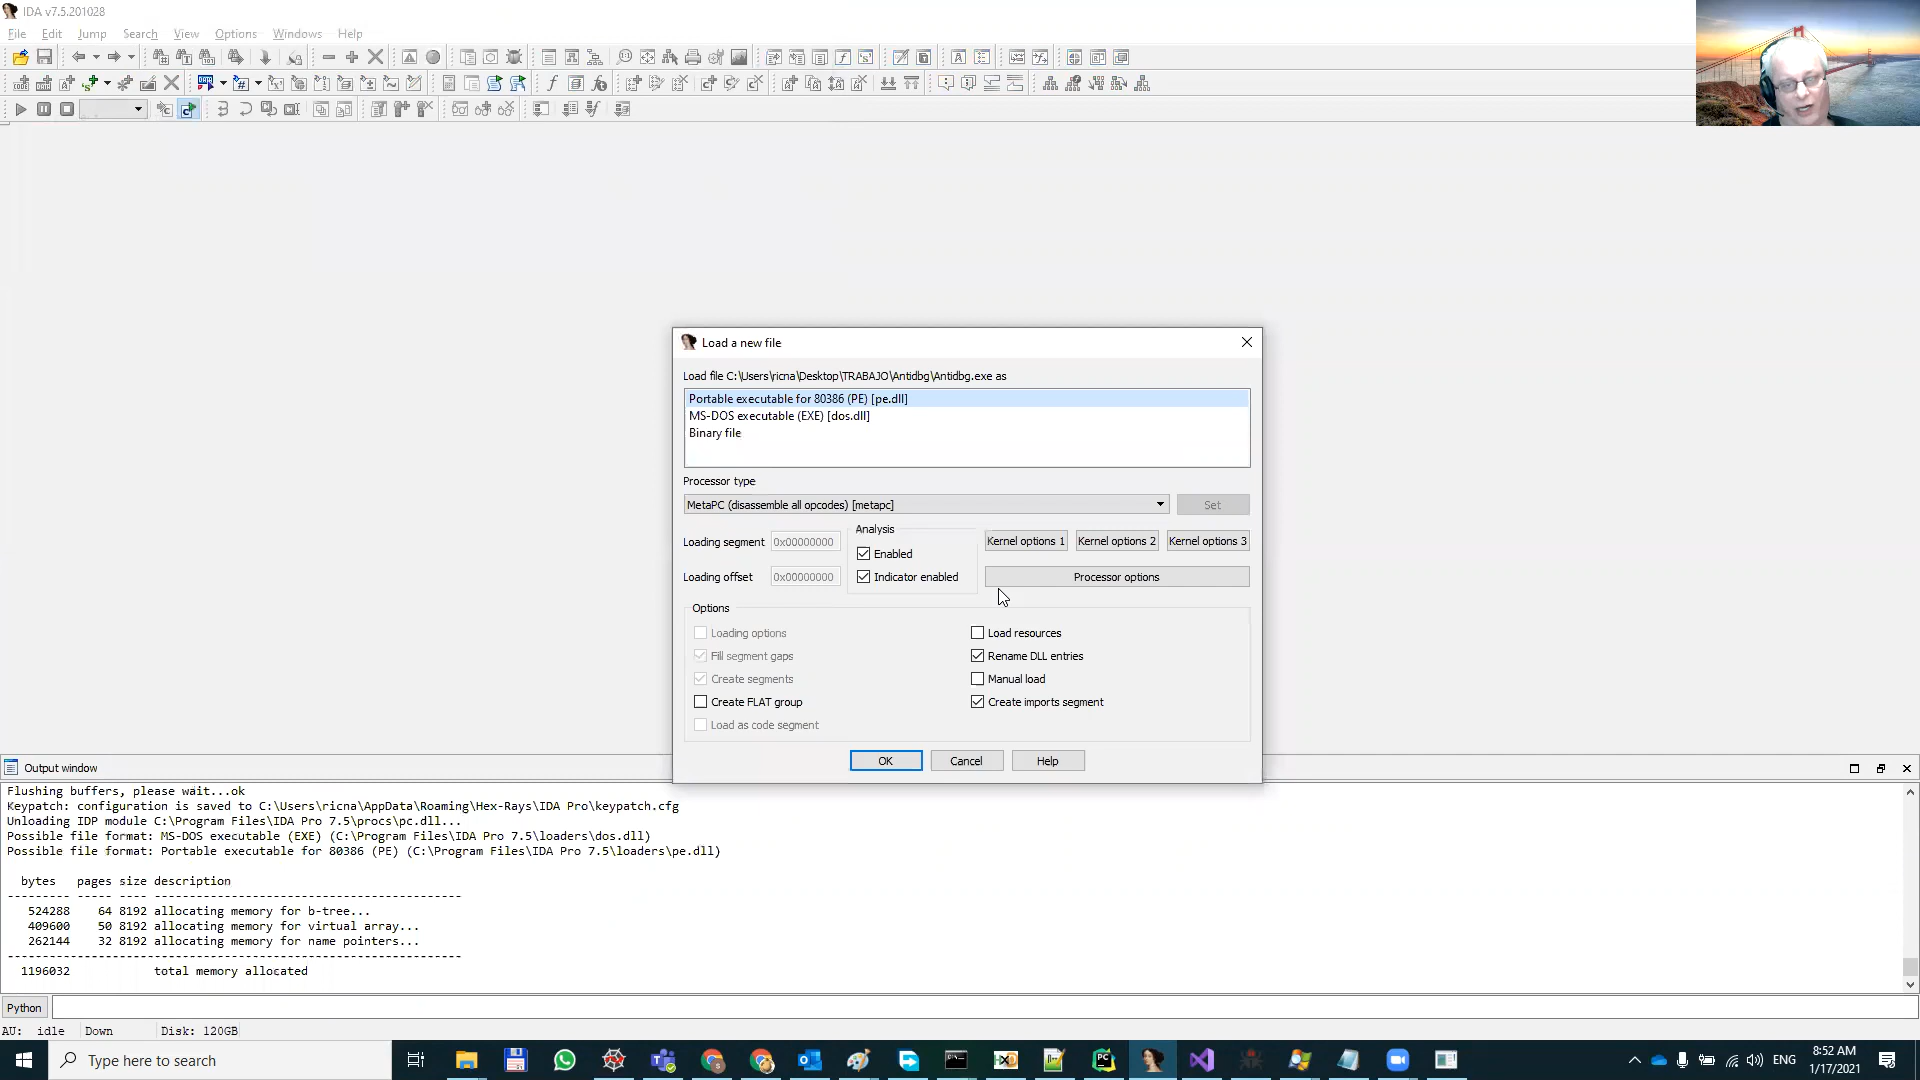 IDA v7.5.201028
File Edit Jump Search View Options Windows Help
Load a new file
Load file C:\Users\ricna\Desktop\TRABAJO\Antidbg\Antidbg.exe as
Portable executable for 80386 (PE) [pe.dll]
MS-DOS executable (EXE) [dos.dll]
Binary file
Processor type
MetaPC (disassemble all opcodes) [metapc] Set
Analysis
Loading segment 0x00000000 Enabled Kernel options 1 Kernel options 2 Kernel options 3
Loading offset 0x00000000 Indicator enabled Processor options
Options
Loading options Load resources
Fill segment gaps Rename DLL entries
Create segments Manual load
Create FLAT group Create imports segment
Load as code segment
OK Cancel Help
Output window
Flushing buffers, please wait...ok
Keypatch: configuration is saved to C:\Users\ricna\AppData\Roaming\Hex-Rays\IDA Pro\keypatch.cfg
Unloading IDP module C:\Program Files\IDA Pro 7.5\procs\pc.dll...
Possible file format: MS-DOS executable (EXE) (C:\Program Files\IDA Pro 7.5\loaders\dos.dll)
Possible file format: Portable executable for 80386 (PE) (C:\Program Files\IDA Pro 7.5\loaders\pe.dll)
bytes pages size description
--------- ----- ---- --------------------------------------------
524288 64 8192 allocating memory for b-tree...
409600 50 8192 allocating memory for virtual array...
262144 32 8192 allocating memory for name pointers...
-----------------------------------------------------------------
1196032 total memory allocated
Python
AU: idle Down Disk: 120GB
Type here to search
ENG
8:52 AM
1/17/2021